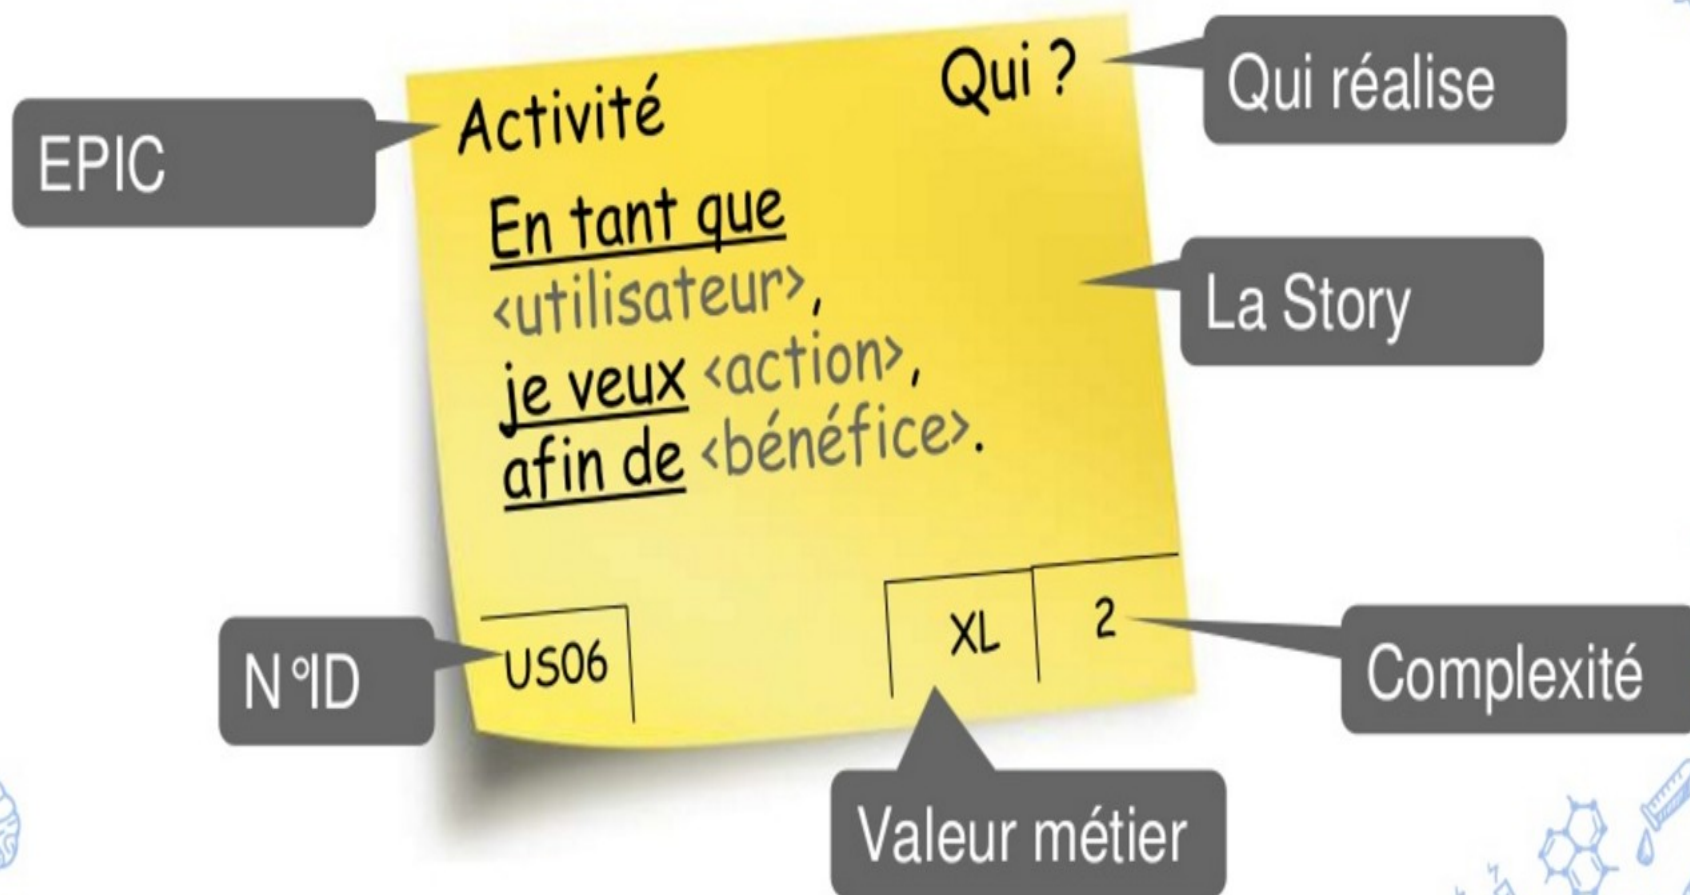 Qui ?
Qui réalise
Activité
EPIC
En tant que
<utilisateur>,
La Story
je veux <action>,
afin de <bénéfice>.
US06
XL
2
N°ID
Complexité
Valeur métier